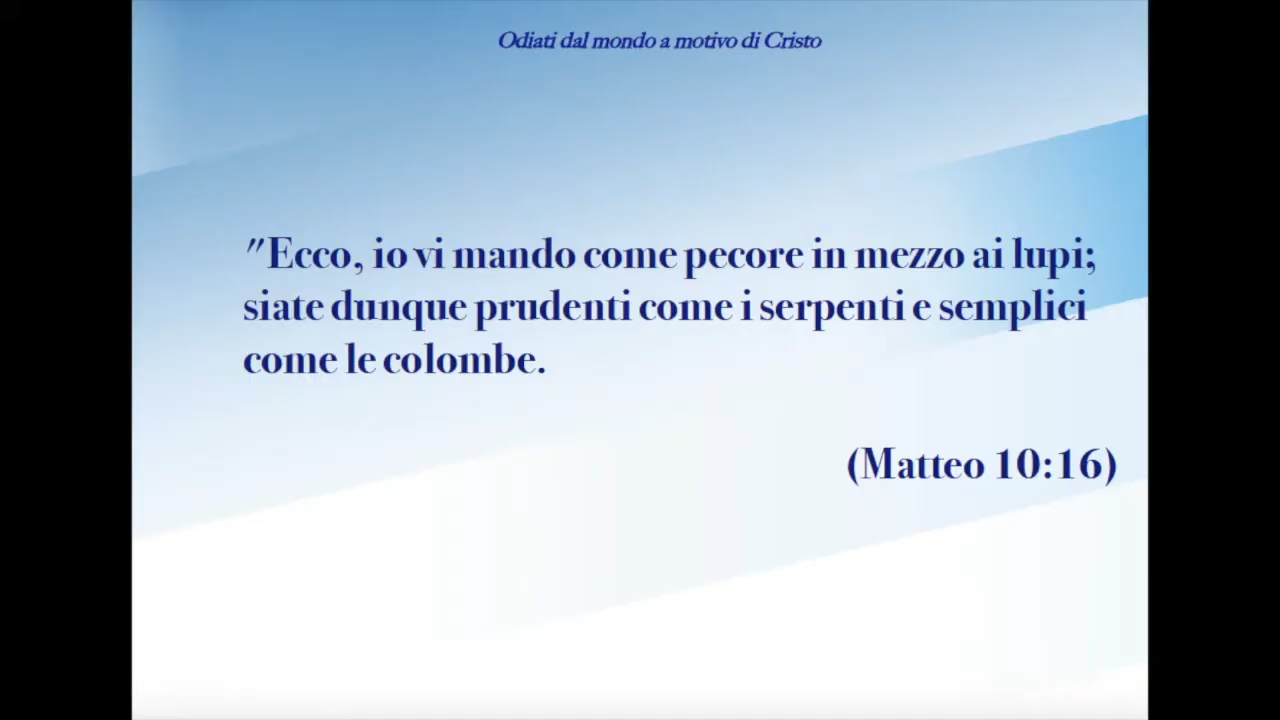 Odiati dal mondo a motivo di Cristo
"Ecco, io vi mando come pecore in mezzo ai lupi;
siate dunque prudenti come i serpenti e semplici
come le colombe.
(Matteo 10:16)